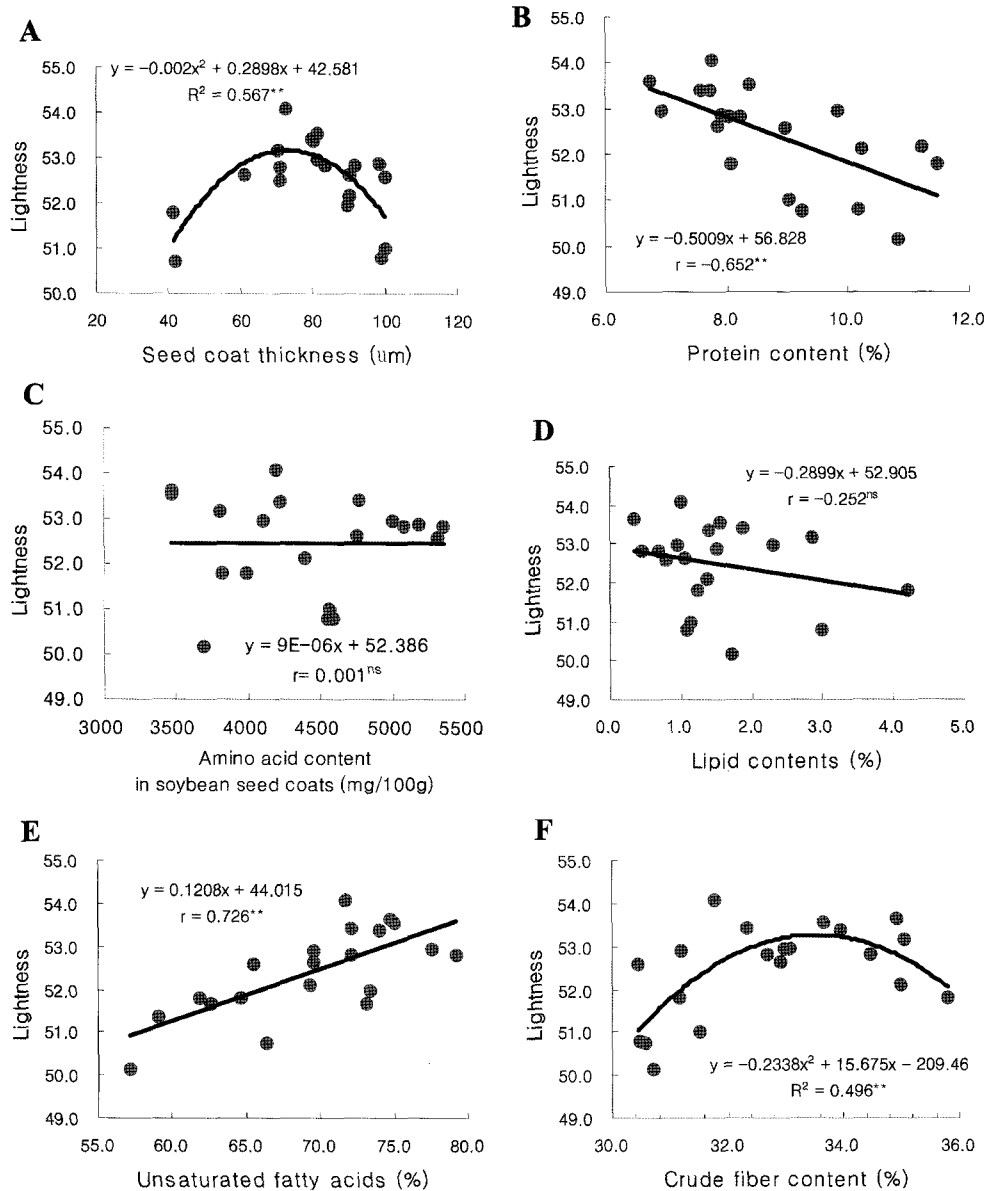 A
y = −0.002x² + 0.2898x + 42.581
R² = 0.567**
55.0
54.0
53.0
52.0
51.0
50.0
Lightness
20
40
60
80
100
120
Seed coat thickness (um)
B
55.0
54.0
53.0
52.0
51.0
50.0
49.0
Lightness
y = −0.5009x + 56.828
r = −0.652**
6.0
8.0
10.0
12.0
Protein content (%)
C
55.0
54.0
53.0
52.0
51.0
50.0
49.0
Lightness
y = 9E−06x + 52.386
r= 0.001ns
3000
3500
4000
4500
5000
5500
Amino acid content
in soybean seed coats (mg/100g)
D
55.0
54.0
53.0
52.0
51.0
50.0
49.0
Lightness
y = −0.2899x + 52.905
r = −0.252ns
0.0
1.0
2.0
3.0
4.0
5.0
Lipid contents (%)
E
55.0
54.0
53.0
52.0
51.0
50.0
49.0
Lightness
y = 0.1208x + 44.015
r = 0.726**
55.0
60.0
65.0
70.0
75.0
80.0
Unsaturated fatty acids (%)
F
55.0
54.0
53.0
52.0
51.0
50.0
49.0
Lightness
y = −0.2338x² + 15.675x − 209.46
R² = 0.496**
30.0
32.0
34.0
36.0
Crude fiber content (%)